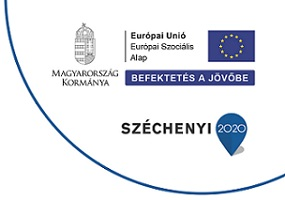 Európai Unió
Európai Szociális
Alap
MAGYARORSZÁG
KORMÁNYA
BEFEKTETÉS A JÖVŐBE
SZÉCHENYI 2020